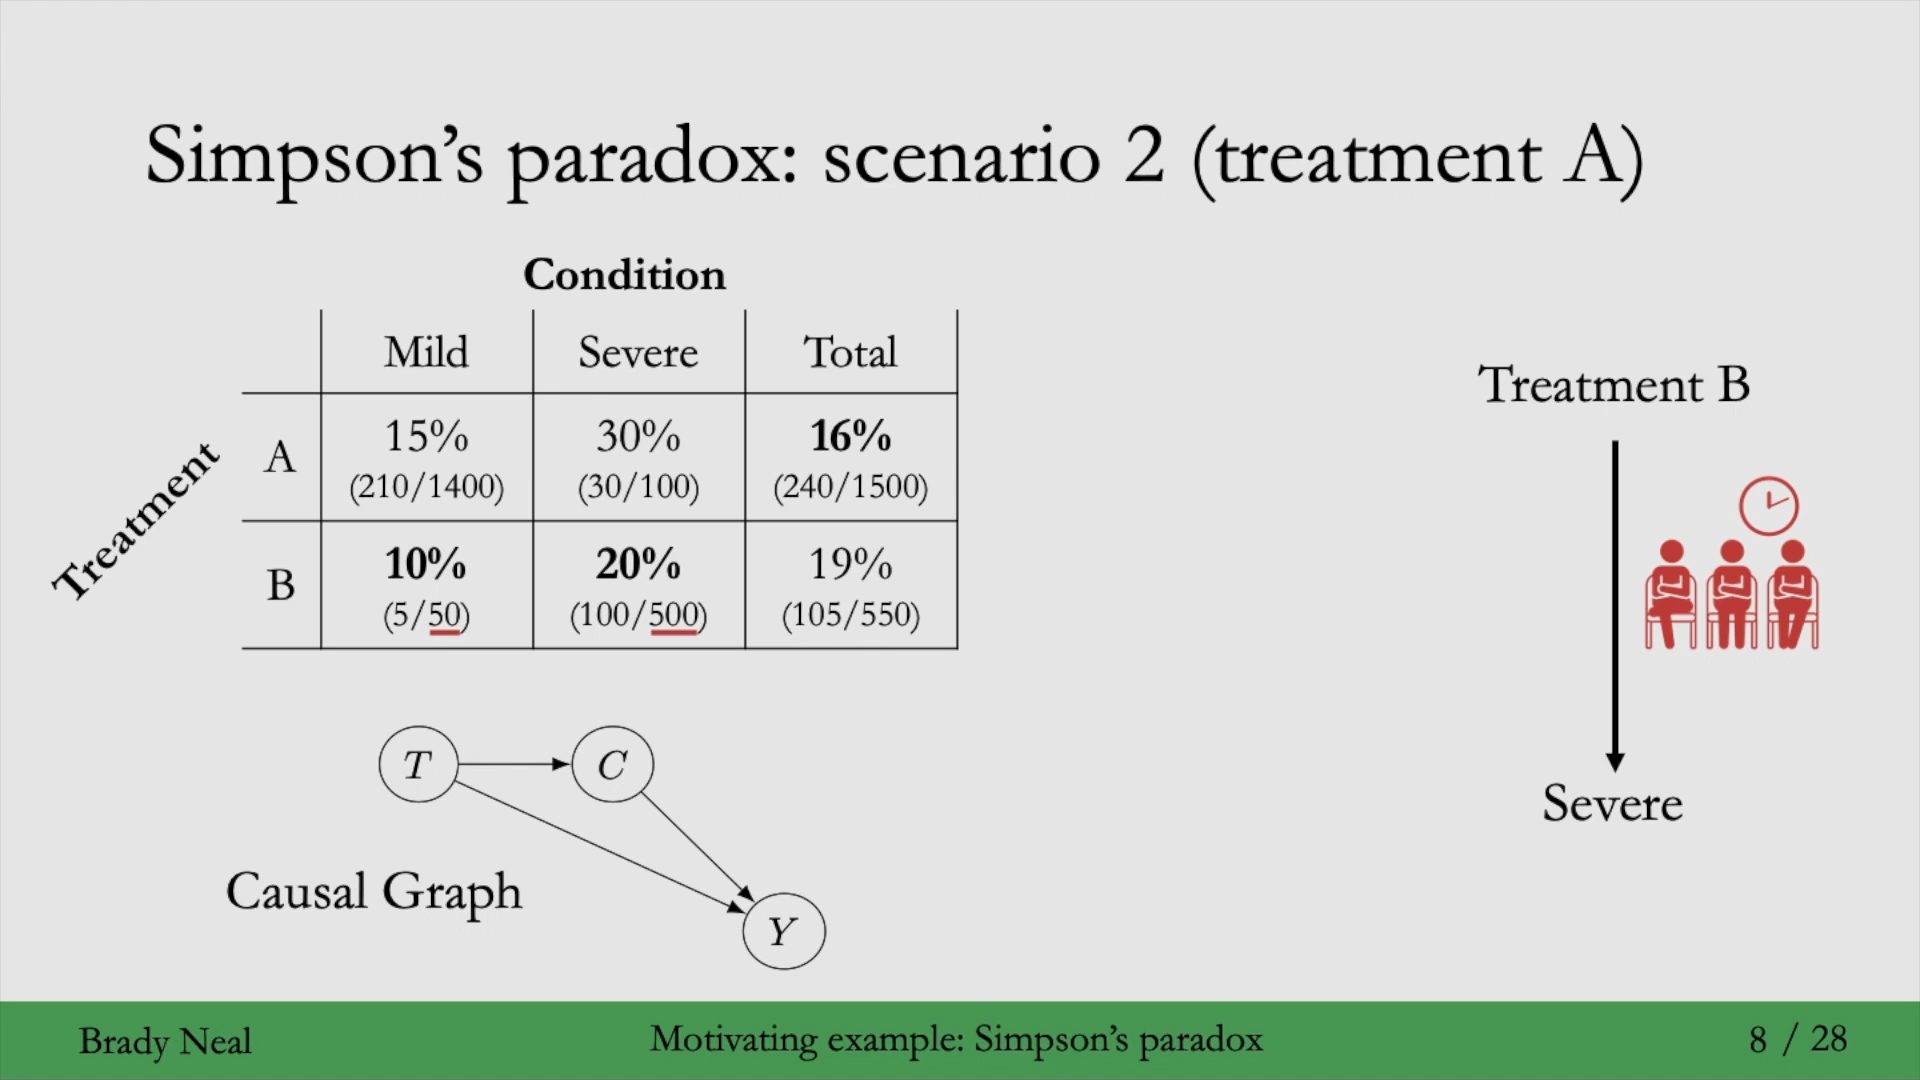 Simpson's paradox: scenario 2 (treatment A)
Condition
Mild Severe Total
Treatment
A 15% 30% 16%
(210/1400) (30/100) (240/1500)
B 10% 20% 19%
(5/50) (100/500) (105/550)
Treatment B
Severe
T C
Y
Causal Graph
Brady Neal Motivating example: Simpson's paradox 8 / 28